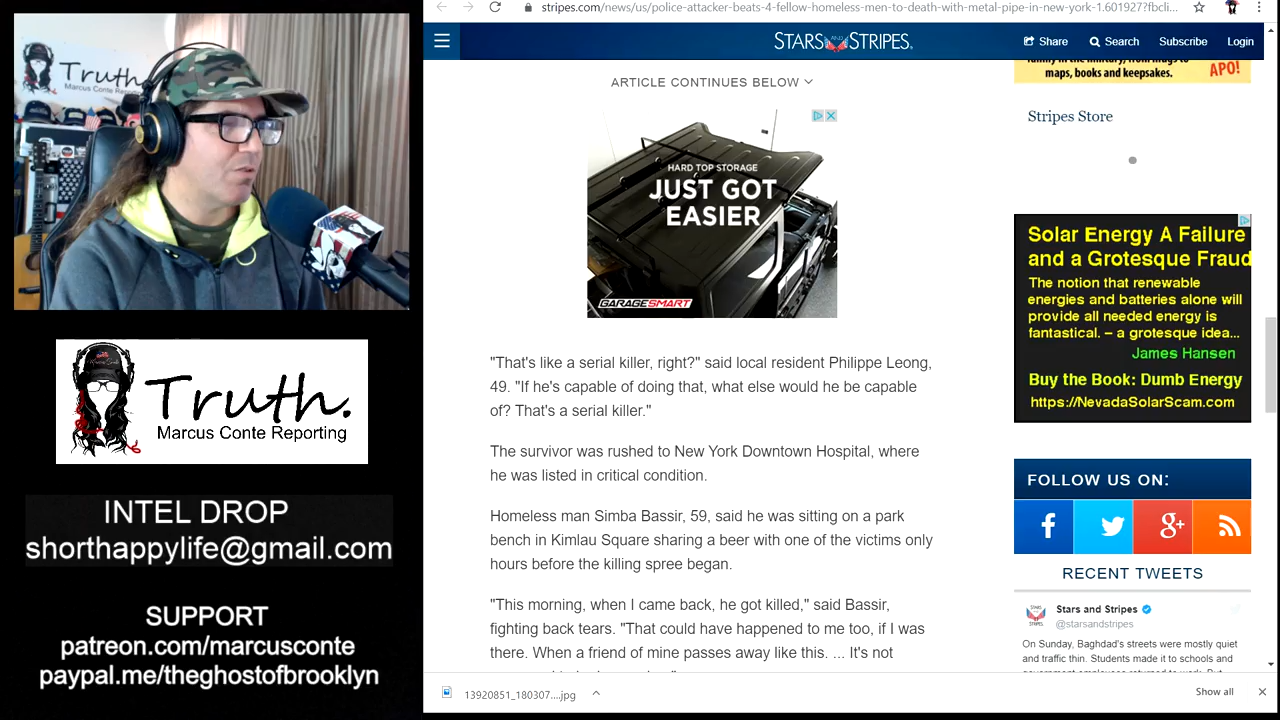 Truth.
Marcus Conte Reporting
Truth.
Marcus Conte Reporting
INTEL DROP
shorthappylife@gmail.com
SUPPORT
patreon.com/marcusconte
paypal.me/theghostofbrooklyn
stripes.com/news/us/police-attacker-beats-4-fellow-homeless-men-to-death-with-metal-pipe-in-new-york-1.601927?fbcli...
STARS AND STRIPES.
Share
Search
Subscribe
Login
ARTICLE CONTINUES BELOW
HARD TOP STORAGE
JUST GOT
EASIER
GARAGESMART
"That's like a serial killer, right?" said local resident Philippe Leong,
49. "If he's capable of doing that, what else would he be capable
of? That's a serial killer."
The survivor was rushed to New York Downtown Hospital, where
he was listed in critical condition.
Homeless man Simba Bassir, 59, said he was sitting on a park
bench in Kimlau Square sharing a beer with one of the victims only
hours before the killing spree began.
"This morning, when I came back, he got killed," said Bassir,
fighting back tears. "That could have happened to me too, if I was
there. When a friend of mine passes away like this. ... It's not
family in the military, from mugs to
maps, books and keepsakes.
APO!
Stripes Store
Solar Energy A Failure
and a Grotesque Fraud
The notion that renewable
energies and batteries alone will
provide all needed energy is
fantastical. – a grotesque idea...
James Hansen
Buy the Book: Dumb Energy
https://NevadaSolarScam.com
FOLLOW US ON:
RECENT TWEETS
Stars and Stripes
@starsandstripes
On Sunday, Baghdad's streets were mostly quiet
and traffic thin. Students made it to schools and
13920851_180307....jpg
Show all